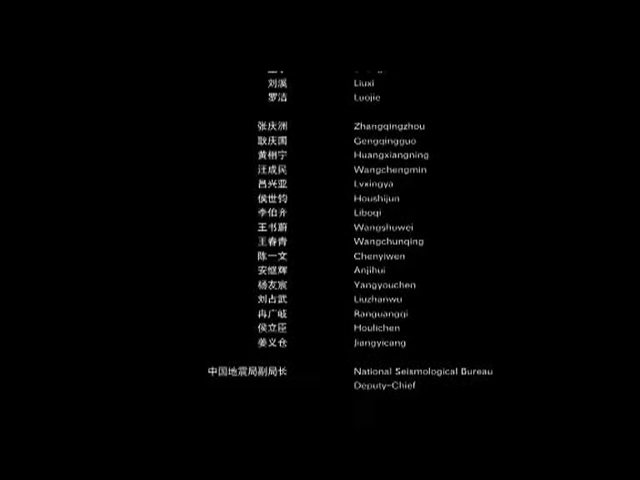 刘溪 Liuxi
罗洁 Luojie
张庆洲 Zhangqingzhou
耿庆国 Gengqingguo
黄相宁 Huangxiangning
汪成民 Wangchengmin
吕兴亚 Lvxingya
侯世钧 Houshijun
李伯齐 Liboqi
王书蔚 Wangshuwei
王春青 Wangchunqing
陈一文 Chenyiwen
安继辉 Anjihui
杨友宸 Yangyouchen
刘占武 Liuzhanwu
冉广岐 Ranguangqi
侯立臣 Houlichen
姜义仓 Jiangyicang
中国地震局副局长 National Seismological Bureau
Deputy-Chief